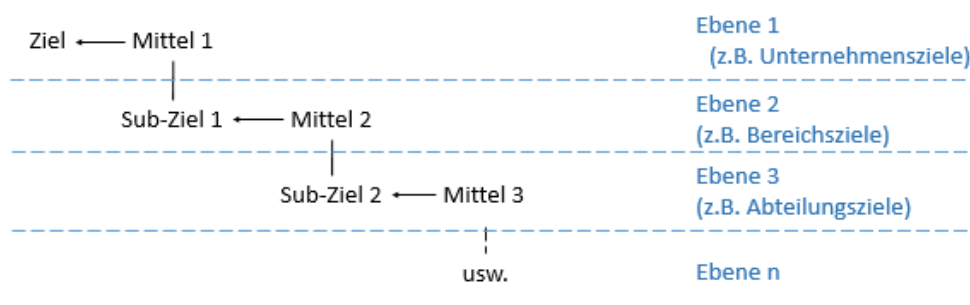 Ebene 1
Ziel Mittel 1
(z.B. Unternehmensziele)
Ebene 2
Sub-Ziel 1 Mittel 2
(z.B. Bereichsziele)
Ebene 3
Sub-Ziel 2 Mittel 3
(z.B. Abteilungsziele)
usw. Ebene n